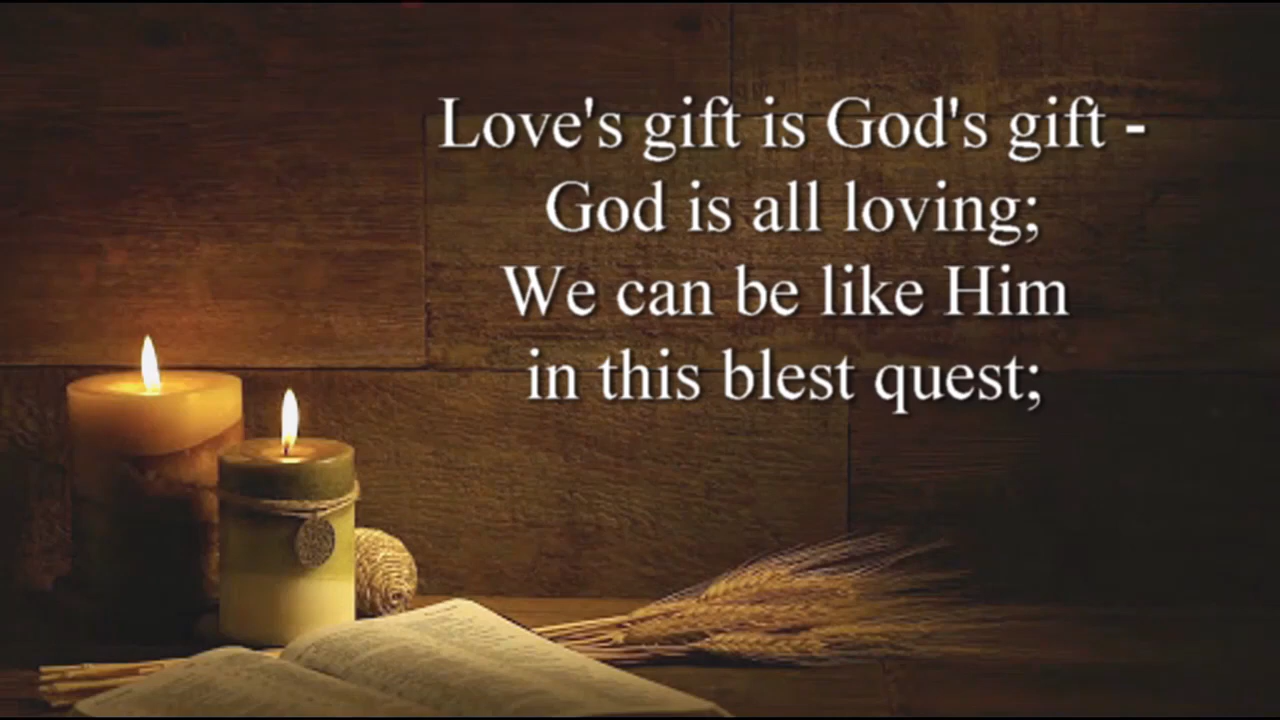 Love's gift is God's gift -
God is all loving;
We can be like Him
in this blest quest;